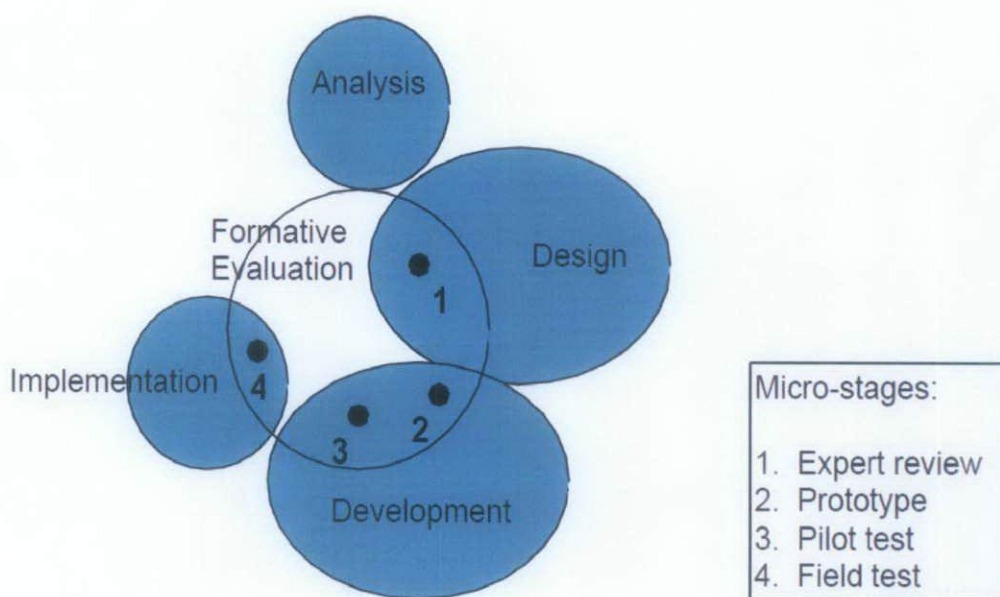 Analysis
Formative
Evaluation
Design
1
Implementation
4
2
3
Development
Micro-stages:
1. Expert review
2. Prototype
3. Pilot test
4. Field test